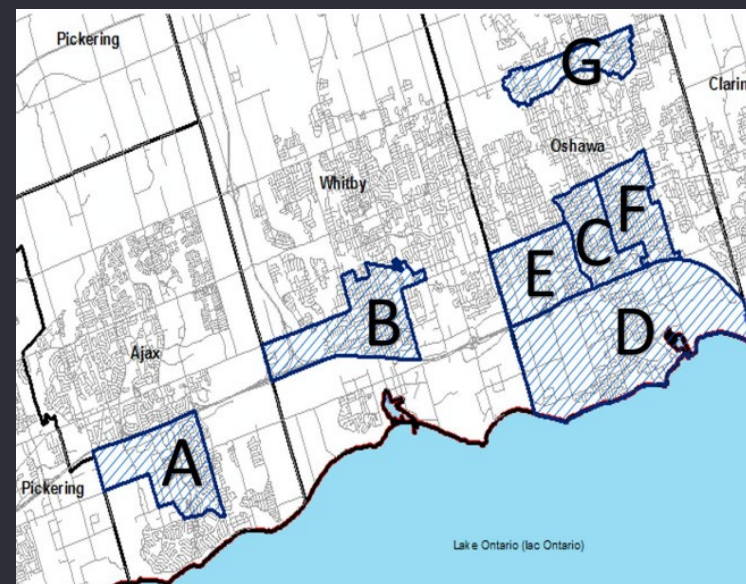 Pickering
G
Clarin
Oshawa
Whitby
F
C
E
B
D
Ajax
A
Pickering
Lake Ontario (lac Ontario)